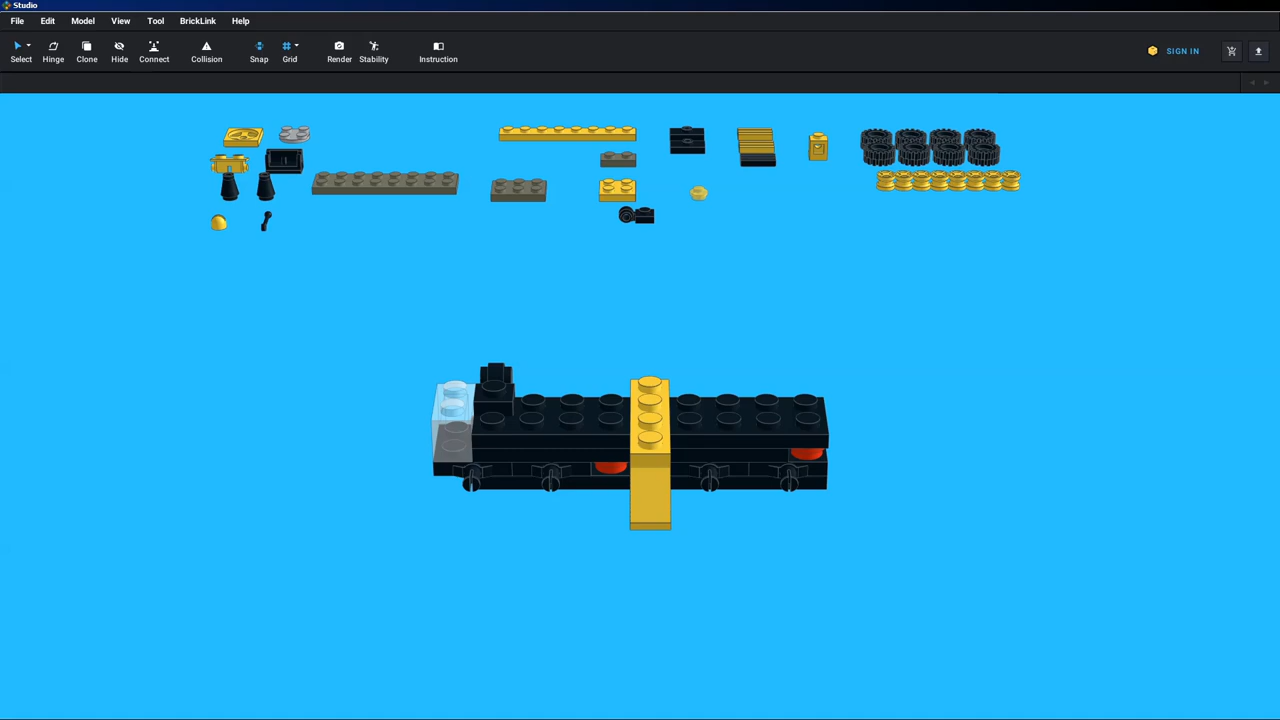 Studio
File Edit Model View Tool BrickLink Help
Select Hinge Clone Hide Connect Collision Snap Grid Render Stability Instruction SIGN IN